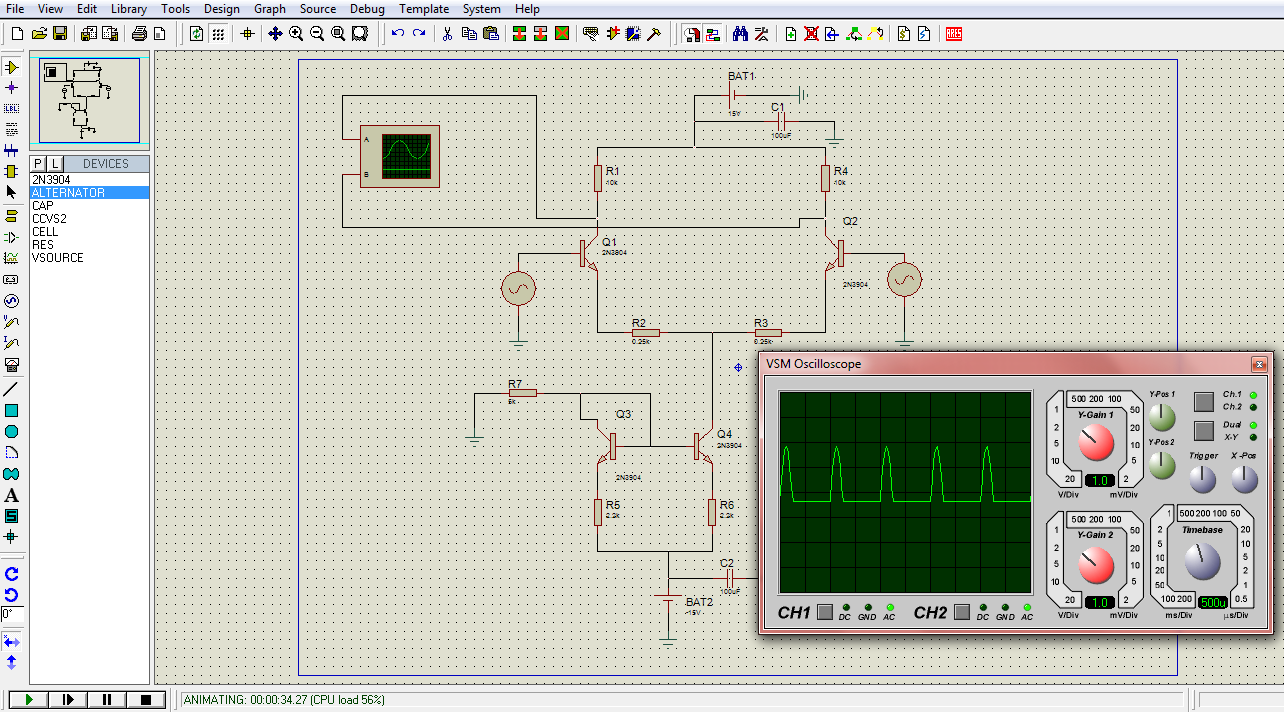 File View Edit Library Tools Design Graph Source Debug Template System Help
LBL
P L DEVICES
2N3904
ALTERNATOR
CAP
CCVS2
CELL
RES
VSOURCE
A
0°
BAT1
15V
C1
100uF
A
B
R1
10k
R4
10k
Q1
2N3904
Q2
2N3904
R2
0.25k
R3
0.25k
R7
5k
Q3
2N3904
Q4
2N3904
R5
2.2k
R6
2.2k
C2
100uF
BAT2
-15V
VSM Oscilloscope
500 200 100
1 50
Y-Gain 1
2 20
5 10
10 5
20 1.0 2
V/Div mV/Div
Y-Pos 1
Y-Pos 2
Ch.1
Ch.2
Dual
X-Y
Trigger X -Pos
500 200 100
1 50
Y-Gain 2
2 20
5 10
10 5
20 1.0 2
V/Div mV/Div
1 500 200 100 50
2 Timebase 20
5 10
10 5
20 2
50 1
100 200 500u 0.5
ms/Div µs/Div
CH1 DC GND AC CH2 DC GND AC
ANIMATING: 00:00:34.27 (CPU load 56%)